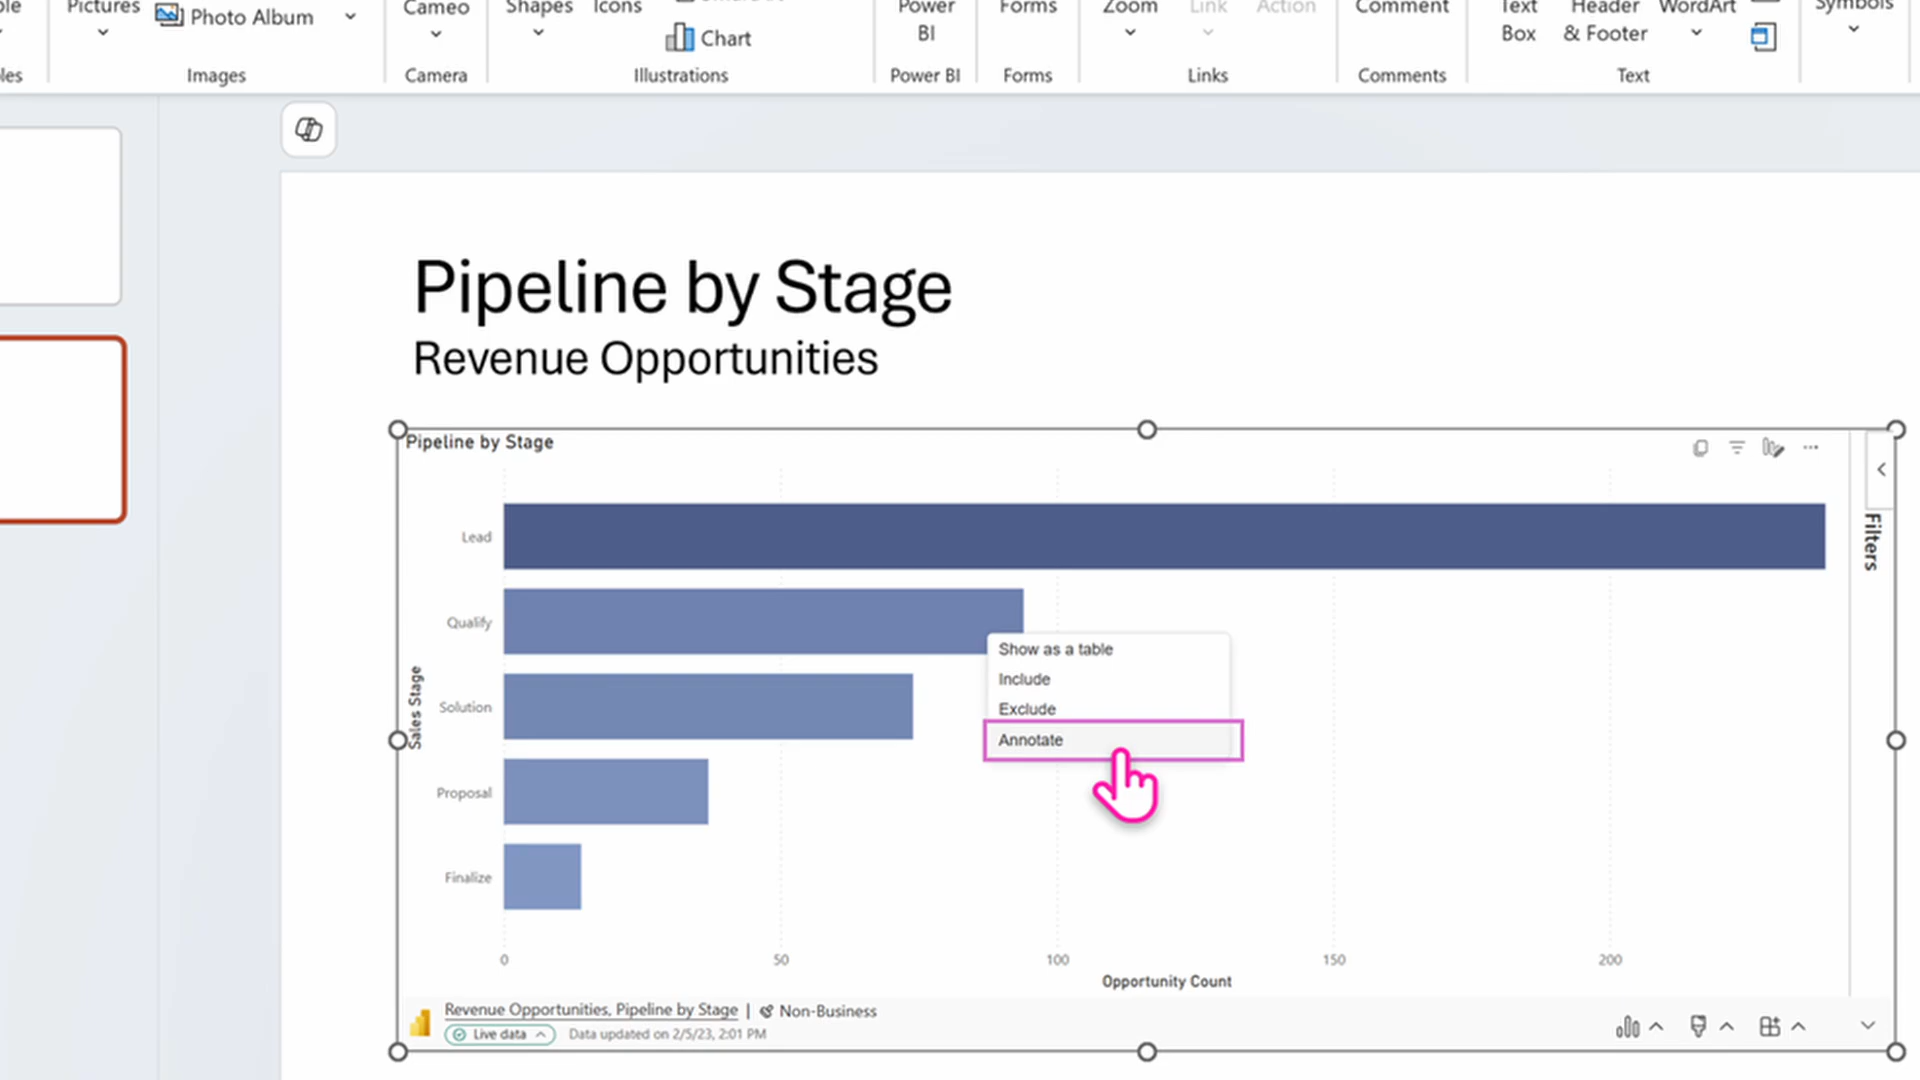 Pictures
Photo Album
Cameo
Shapes
Icons
Chart
Power
BI
Forms
Zoom
Link
Action
Comment
Text
Box
Header
& Footer
WordArt
Symbols
Images
Camera
Illustrations
Power BI
Forms
Links
Comments
Text
Pipeline by Stage
Revenue Opportunities
Pipeline by Stage
Filters
Sales Stage
Lead
Qualify
Solution
Proposal
Finalize
Show as a table
Include
Exclude
Annotate
0 50 100 150 200
Opportunity Count
Revenue Opportunities, Pipeline by Stage | Non-Business
Live data Data updated on 2/5/23, 2:01 PM